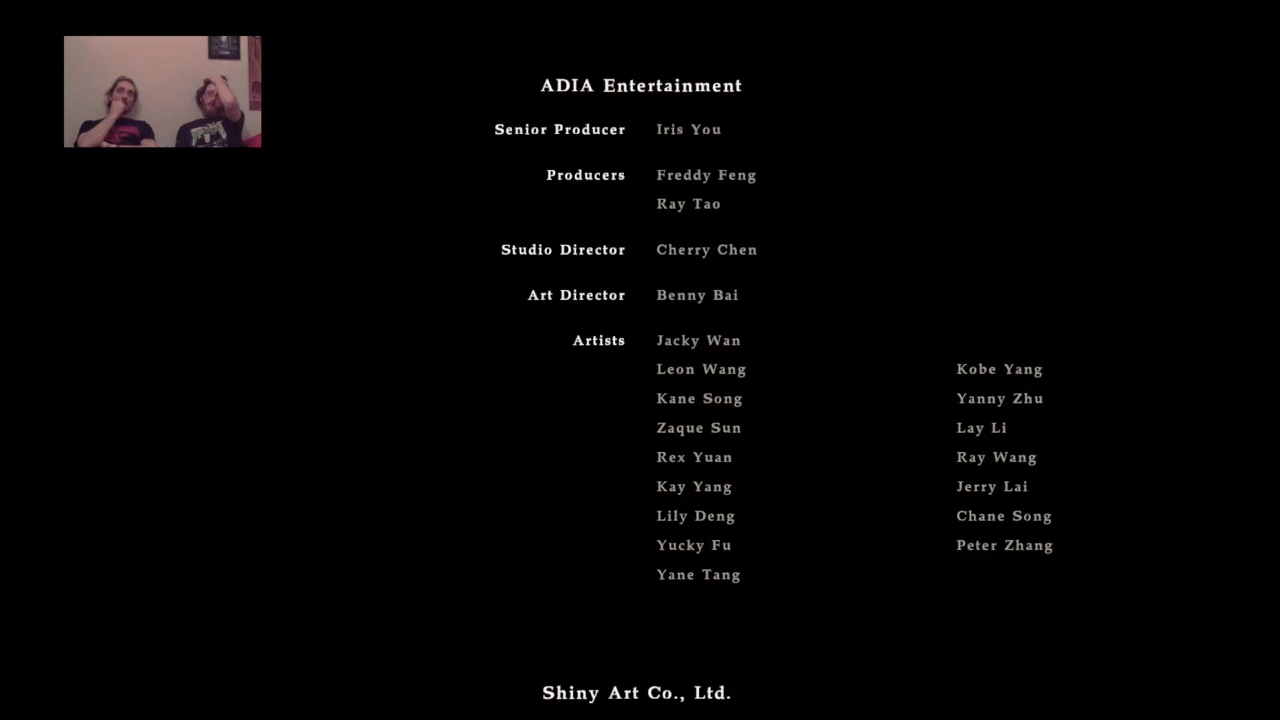 ADIA Entertainment
Senior Producer Iris You
Producers Freddy Feng
Ray Tao
Studio Director Cherry Chen
Art Director Benny Bai
Artists Jacky Wan
Leon Wang Kobe Yang
Kane Song Yanny Zhu
Zaque Sun Lay Li
Rex Yuan Ray Wang
Kay Yang Jerry Lai
Lily Deng Chane Song
Yucky Fu Peter Zhang
Yane Tang
Shiny Art Co., Ltd.